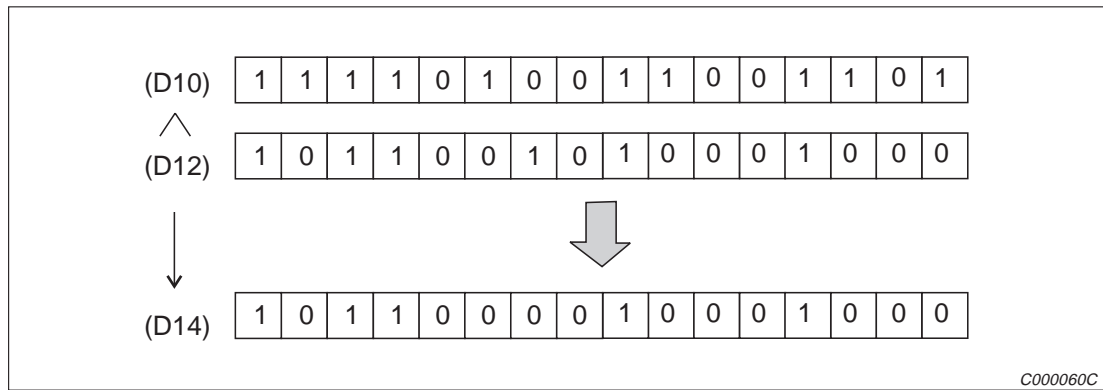 (D10) 1 1 1 1 0 1 0 0 1 1 0 0 1 1 0 1
∧
(D12) 1 0 1 1 0 0 1 0 1 0 0 0 1 0 0 0
(D14) 1 0 1 1 0 0 0 0 1 0 0 0 1 0 0 0
C000060C